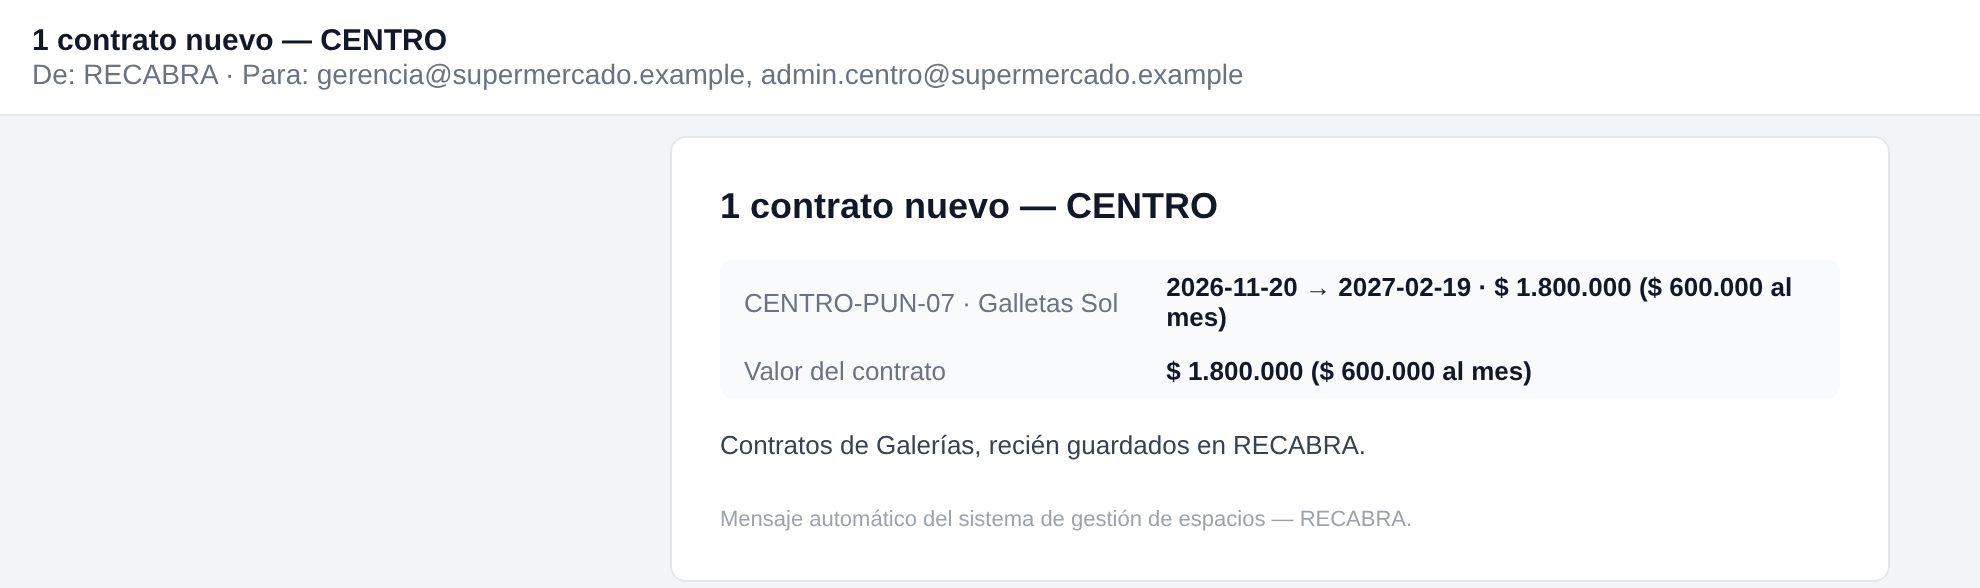 1 contrato nuevo — CENTRO
De: RECABRA · Para: gerencia@supermercado.example, admin.centro@supermercado.example
1 contrato nuevo — CENTRO
CENTRO-PUN-07 · Galletas Sol
2026-11-20 → 2027-02-19 · $ 1.800.000 ($ 600.000 al
mes)
Valor del contrato
$ 1.800.000 ($ 600.000 al mes)
Contratos de Galerías, recién guardados en RECABRA.
Mensaje automático del sistema de gestión de espacios — RECABRA.